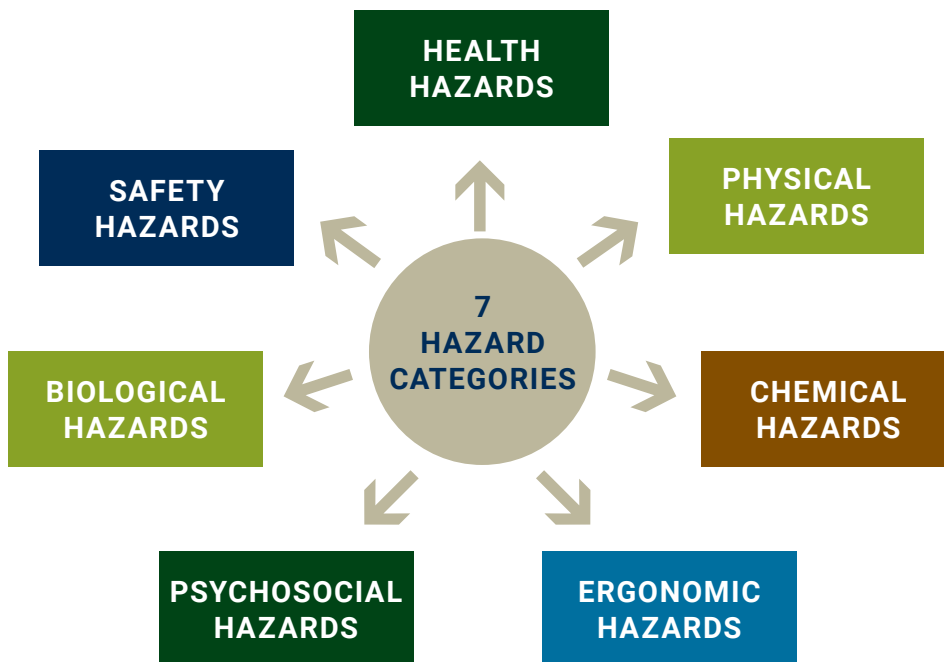 HEALTH
HAZARDS
SAFETY
HAZARDS
PHYSICAL
HAZARDS
7
HAZARD
CATEGORIES
BIOLOGICAL
HAZARDS
CHEMICAL
HAZARDS
PSYCHOSOCIAL
HAZARDS
ERGONOMIC
HAZARDS